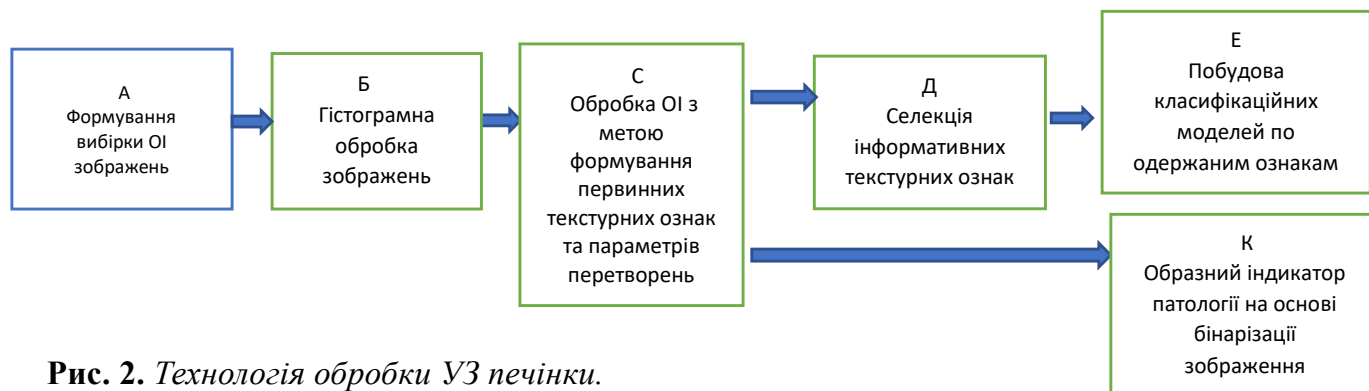 А
Формування
вибірки ОІ
зображень
Б
Гістограмна
обробка
зображень
С
Обробка ОІ з
метою
формування
первинних
текстурних ознак
та параметрів
перетворень
Д
Селекція
інформативних
текстурних ознак
Е
Побудова
класифікаційних
моделей по
одержаним ознакам
К
Образний індикатор
патології на основі
бінарізації
зображення
Рис. 2. Технологія обробки УЗ печінки.